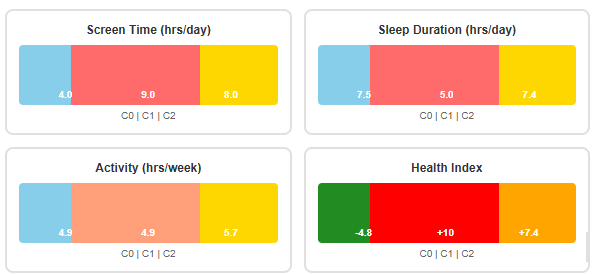 Screen Time (hrs/day)
4.0 9.0 8.0
C0 | C1 | C2
Sleep Duration (hrs/day)
7.5 5.0 7.4
C0 | C1 | C2
Activity (hrs/week)
4.9 4.9 5.7
C0 | C1 | C2
Health Index
-4.8 +10 +7.4
C0 | C1 | C2